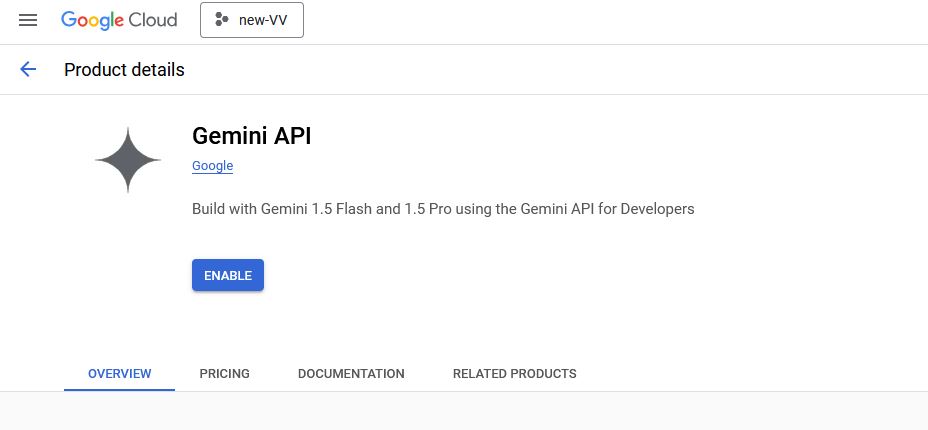 Google Cloud
new-VV
Product details
Gemini API
Google
Build with Gemini 1.5 Flash and 1.5 Pro using the Gemini API for Developers
ENABLE
OVERVIEW PRICING DOCUMENTATION RELATED PRODUCTS